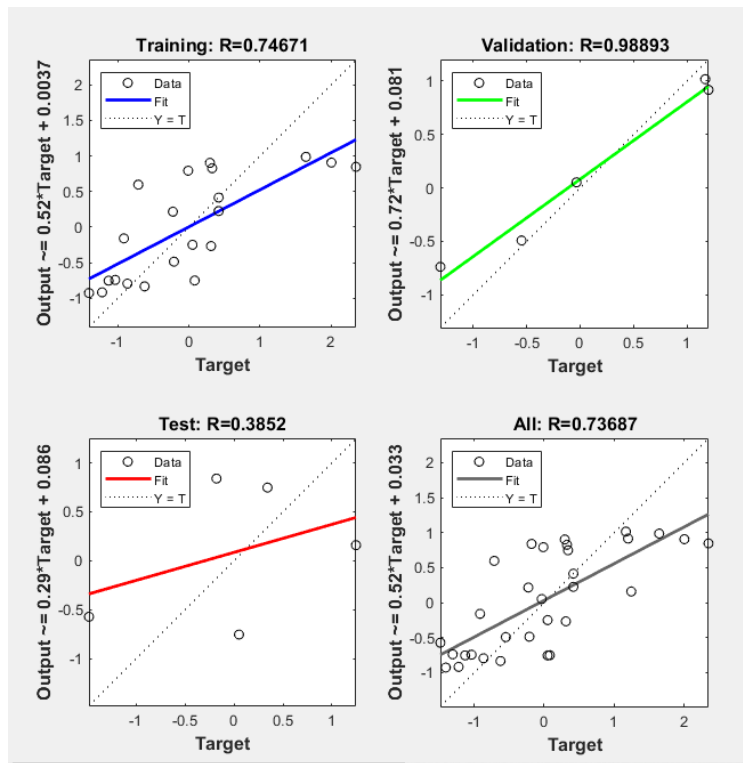 Training: R=0.74671
Output ~= 0.52*Target + 0.0037
Data
Fit
Y = T
2
1.5
1
0.5
0
-0.5
-1
-1
0
1
2
Target
Validation: R=0.98893
Output ~= 0.72*Target + 0.081
Data
Fit
Y = T
1
0.5
0
-0.5
-1
-1
-0.5
0
0.5
1
Target
Test: R=0.3852
Output ~= 0.29*Target + 0.086
Data
Fit
Y = T
1
0.5
0
-0.5
-1
-1
-0.5
0
0.5
1
Target
All: R=0.73687
Output ~= 0.52*Target + 0.033
Data
Fit
Y = T
2
1.5
1
0.5
0
-0.5
-1
-1
0
1
2
Target